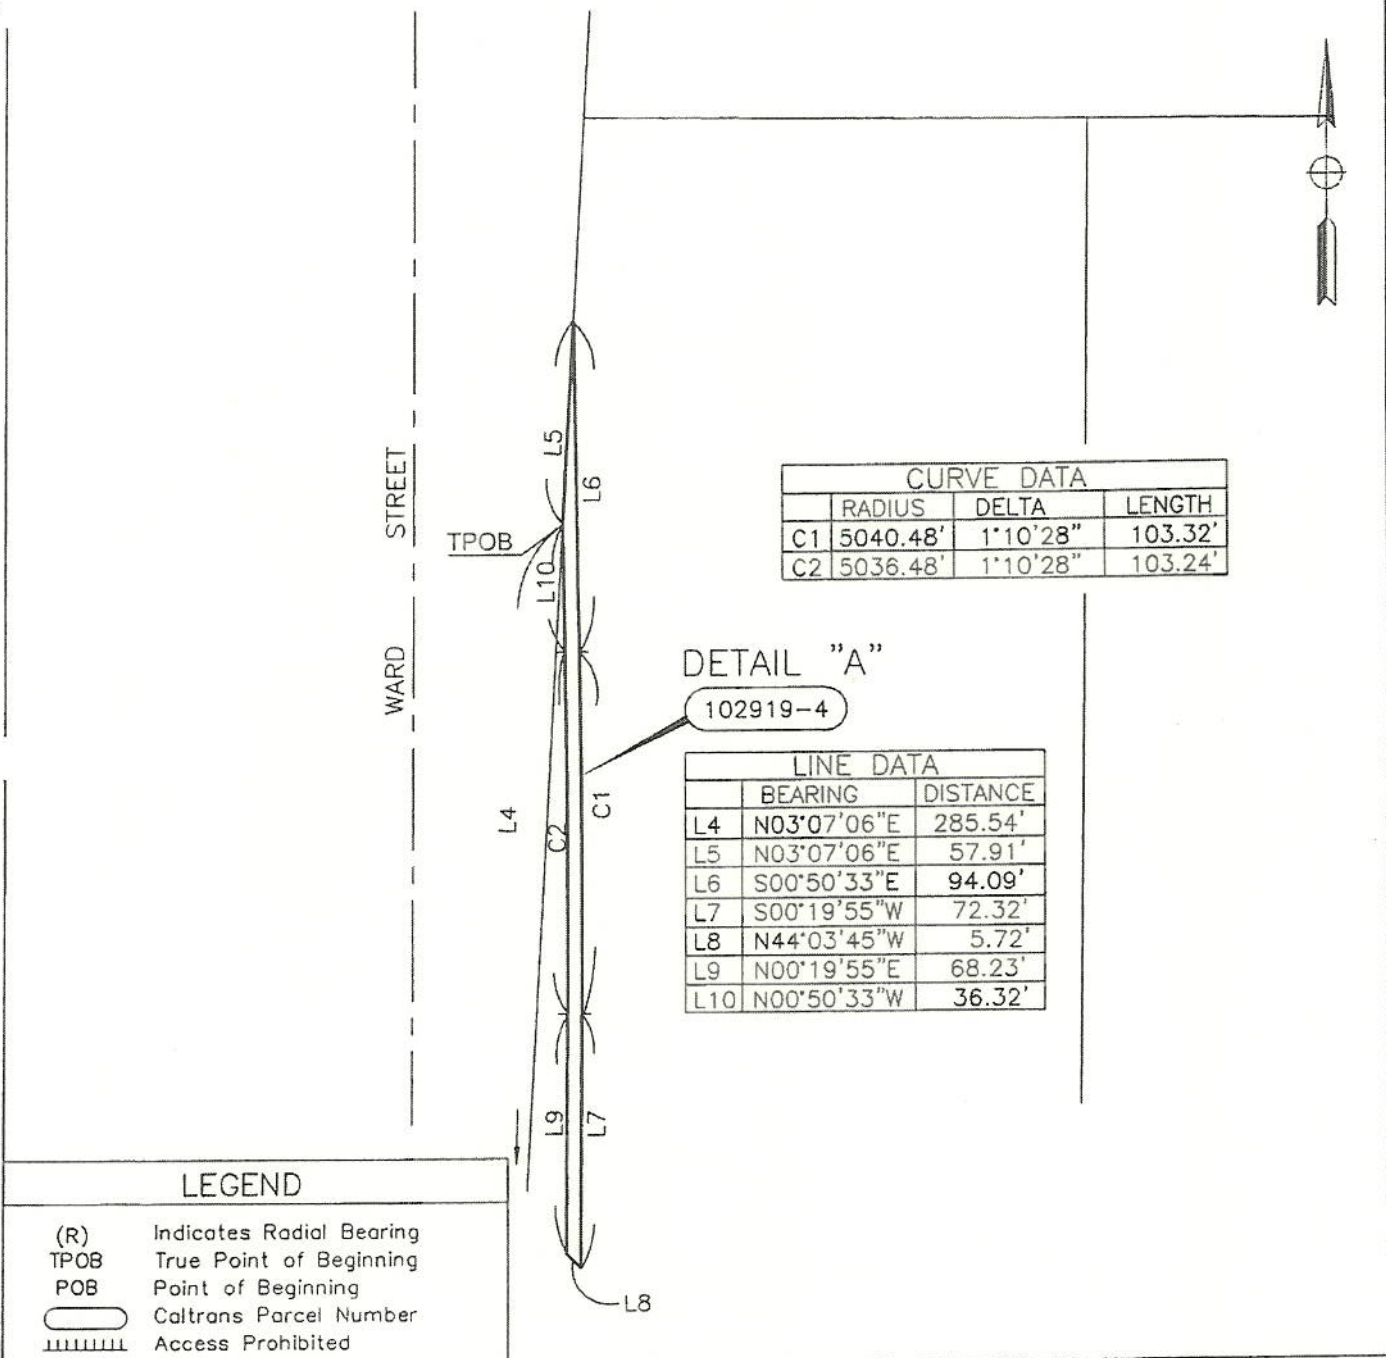 STREET
WARD
TPOB
L5
L6
L10
L4
C2
C1
L9
L7
L8
CURVE DATA
RADIUS DELTA LENGTH
C1 5040.48' 1°10'28" 103.32'
C2 5036.48' 1°10'28" 103.24'
DETAIL "A"
102919-4
LINE DATA
BEARING DISTANCE
L4 N03°07'06"E 285.54'
L5 N03°07'06"E 57.91'
L6 S00°50'33"E 94.09'
L7 S00°19'55"W 72.32'
L8 N44°03'45"W 5.72'
L9 N00°19'55"E 68.23'
L10 N00°50'33"W 36.32'
LEGEND
(R) Indicates Radial Bearing
TPOB True Point of Beginning
POB Point of Beginning
Caltrans Parcel Number
Access Prohibited